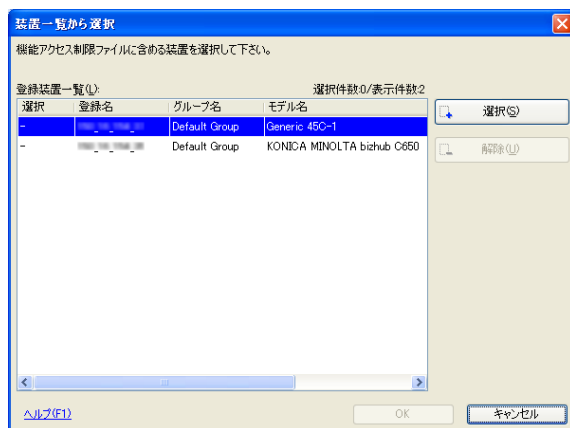 装置一覧から選択
機能アクセス制限ファイルに含める装置を選択して下さい。
登録装置一覧(L): 選択件数:0/表示件数:2
選択 登録名 グループ名 モデル名
- Default Group Generic 45C-1
- Default Group KONICA MINOLTA bizhub C650
選択(S)
解除(U)
ヘルプ(F1)
OK
キャンセル